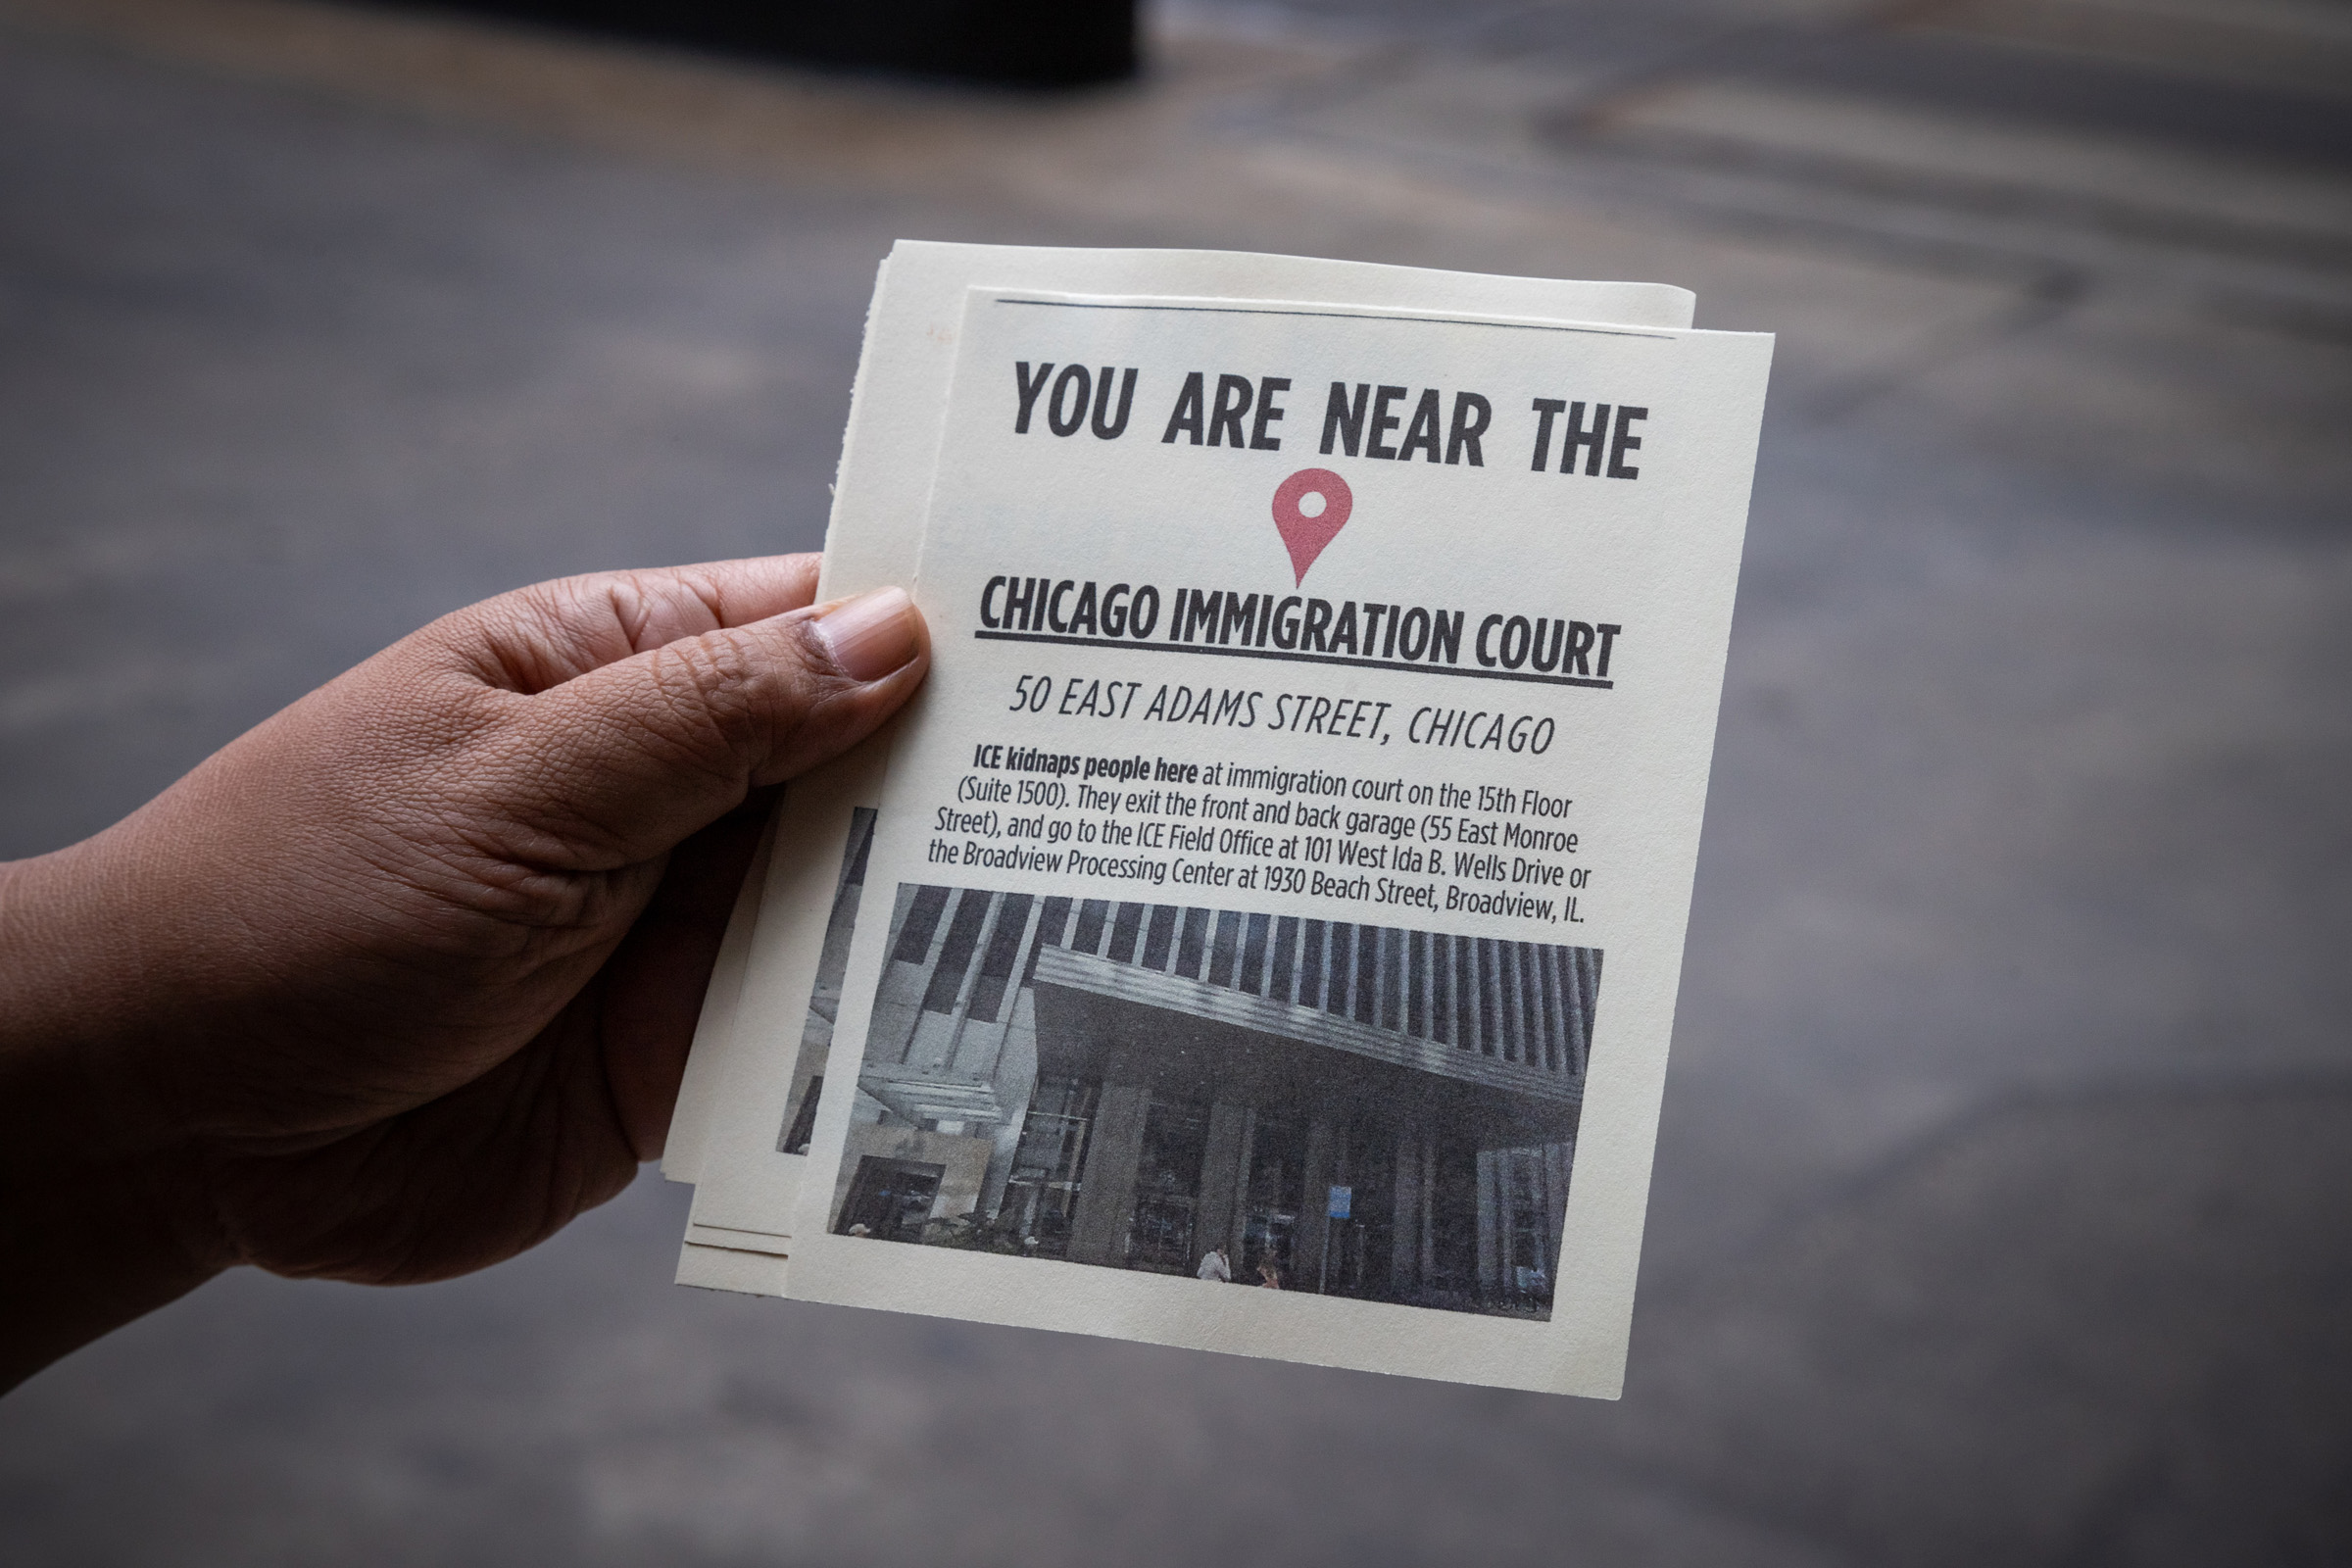 YOU ARE NEAR THE
CHICAGO IMMIGRATION COURT
50 EAST ADAMS STREET, CHICAGO
ICE kidnaps people here at immigration court on the 15th Floor
(Suite 1500). They exit the front and back garage (55 East Monroe
Street), and go to the ICE Field Office at 101 West Ida B. Wells Drive or
the Broadview Processing Center at 1930 Beach Street, Broadview, IL.